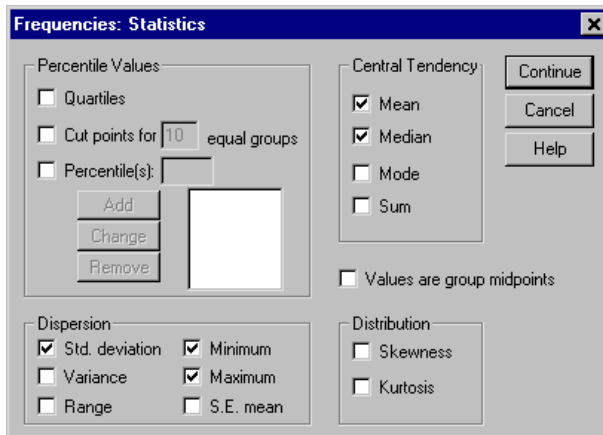 Frequencies: Statistics
Percentile Values
Quartiles
Cut points for 10 equal groups
Percentile(s):
Add
Change
Remove
Central Tendency
Mean
Median
Mode
Sum
Continue
Cancel
Help
Values are group midpoints
Dispersion
Std. deviation Minimum
Variance Maximum
Range S.E. mean
Distribution
Skewness
Kurtosis